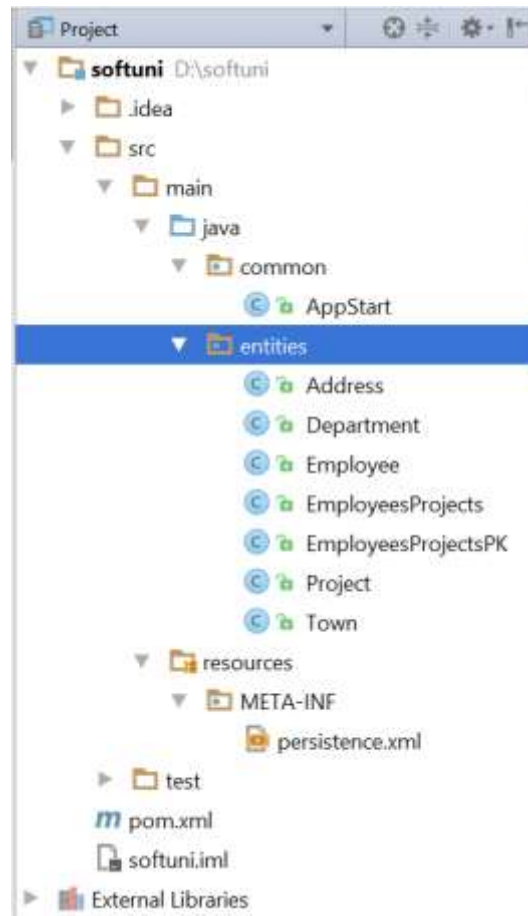 Project
softuni D:\softuni
.idea
src
main
java
common
AppStart
entities
Address
Department
Employee
EmployeesProjects
EmployeesProjectsPK
Project
Town
resources
META-INF
persistence.xml
test
pom.xml
softuni.iml
External Libraries